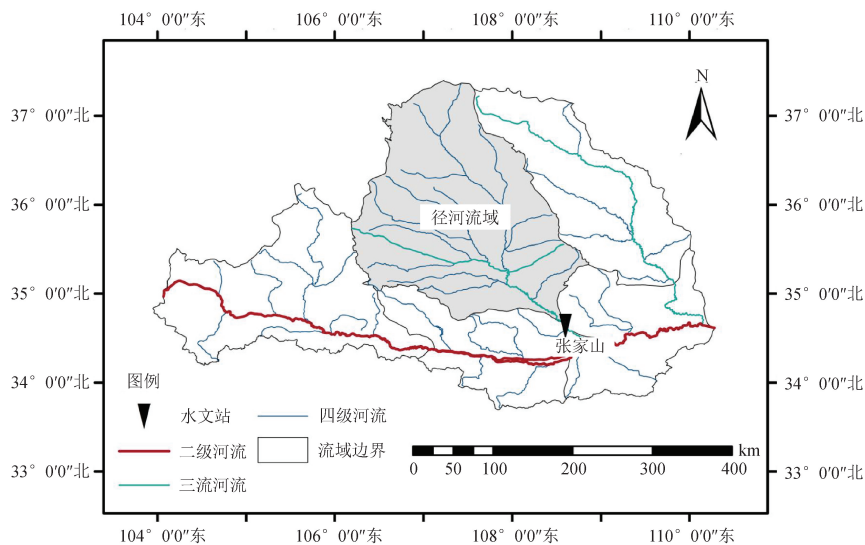 104° 0′0″东 106° 0′0″东 108° 0′0″东 110° 0′0″东
N
37° 0′0″北 37° 0′0″北
36° 0′0″北 36° 0′0″北
径河流域
35° 0′0″北 35° 0′0″北
张家山
34° 0′0″北 34° 0′0″北
图例
水文站 四级河流
二级河流 流域边界
km
33° 0′0″北 33° 0′0″北
0 50 100 200 300 400
三流河流
104° 0′0″东 106° 0′0″东 108° 0′0″东 110° 0′0″东